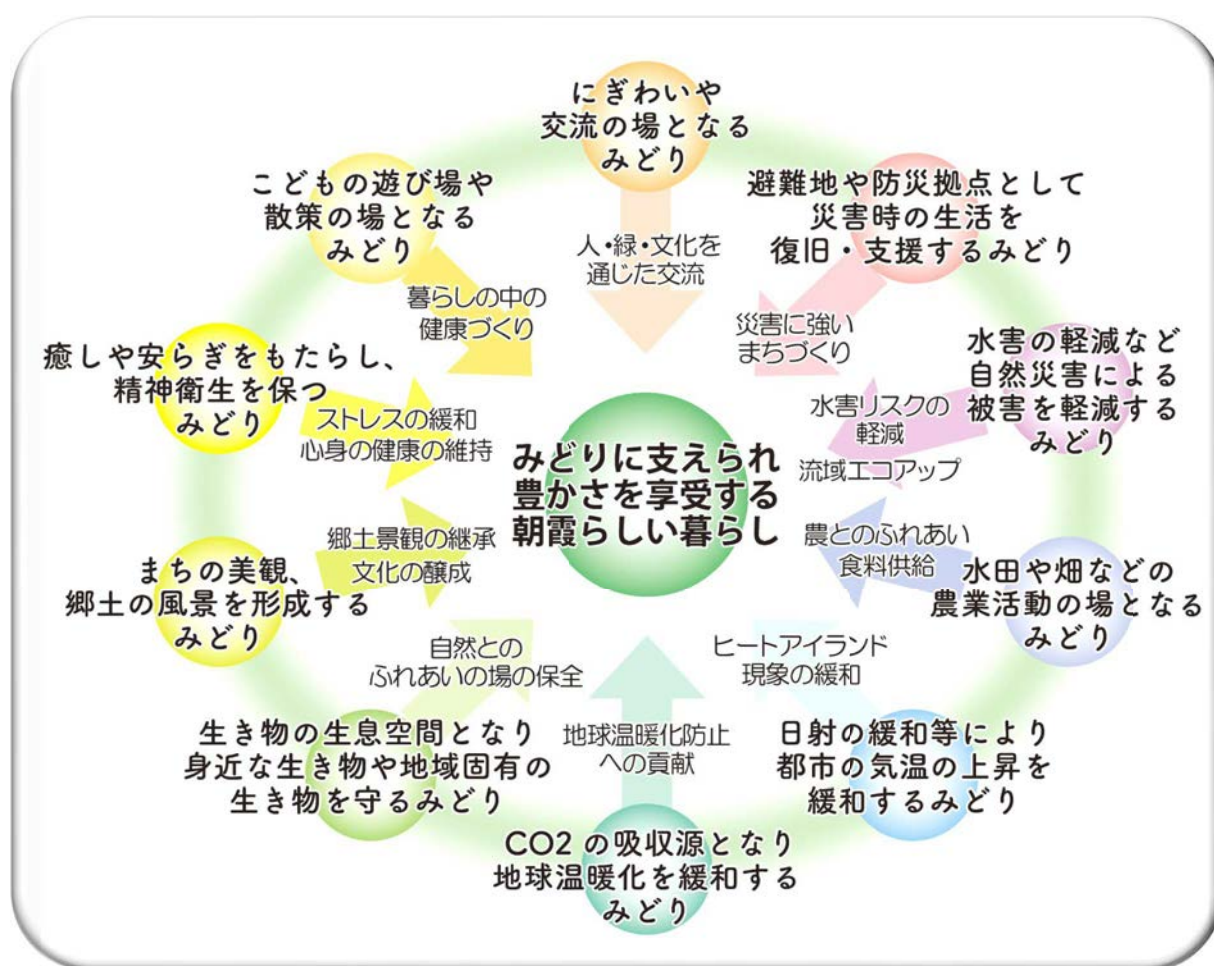 にぎわいや
交流の場となる
みどり
人・緑・文化を
通じた交流
避難地や防災拠点として
災害時の生活を
復旧・支援するみどり
災害に強い
まちづくり
水害の軽減など
自然災害による
被害を軽減する
みどり
水害リスクの
軽減
流域エコアップ
水田や畑などの
農業活動の場となる
みどり
農とのふれあい
食料供給
日射の緩和等により
都市の気温の上昇を
緩和するみどり
ヒートアイランド
現象の緩和
CO2 の吸収源となり
地球温暖化を緩和する
みどり
地球温暖化防止
への貢献
生き物の生息空間となり
身近な生き物や地域固有の
生き物を守るみどり
自然との
ふれあいの場の保全
まちの美観、
郷土の風景を形成する
みどり
郷土景観の継承
文化の醸成
癒しや安らぎをもたらし、
精神衛生を保つ
みどり
ストレスの緩和
心身の健康の維持
こどもの遊び場や
散策の場となる
みどり
暮らしの中の
健康づくり
みどりに支えられ
豊かさを享受する
朝霞らしい暮らし